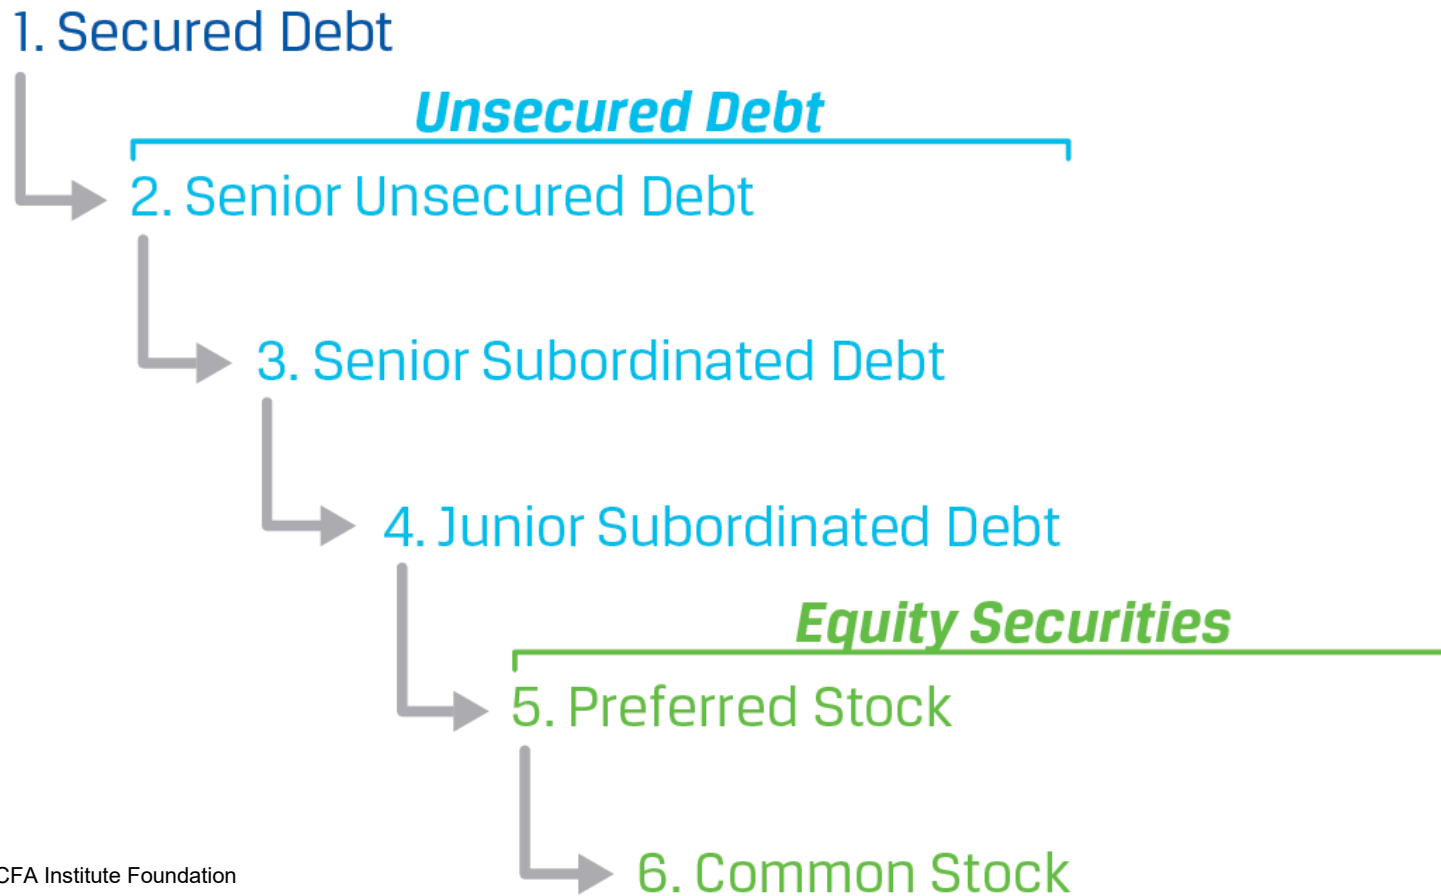 1. Secured Debt
Unsecured Debt
2. Senior Unsecured Debt
3. Senior Subordinated Debt
4. Junior Subordinated Debt
Equity Securities
5. Preferred Stock
6. Common Stock
CFA Institute Foundation